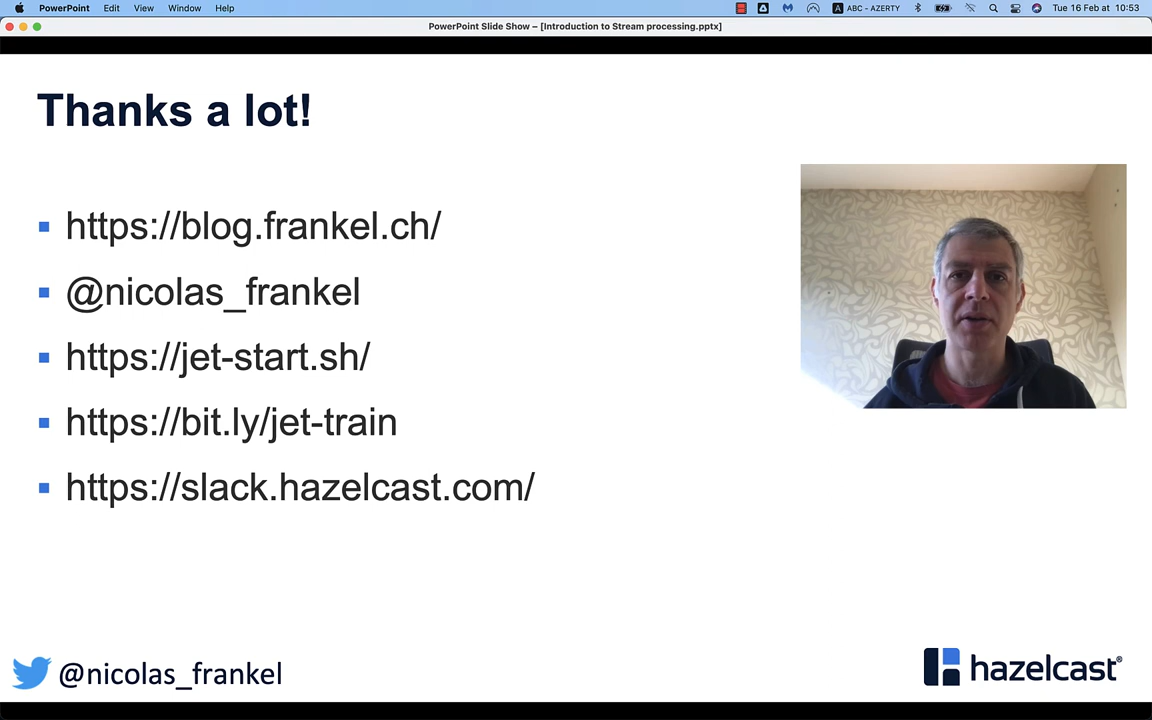 PowerPoint Edit View Window Help
ABC - AZERTY
Tue 16 Feb at 10:53
PowerPoint Slide Show – [Introduction to Stream processing.pptx]
Thanks a lot!
https://blog.frankel.ch/
@nicolas_frankel
https://jet-start.sh/
https://bit.ly/jet-train
https://slack.hazelcast.com/
@nicolas_frankel
hazelcast®